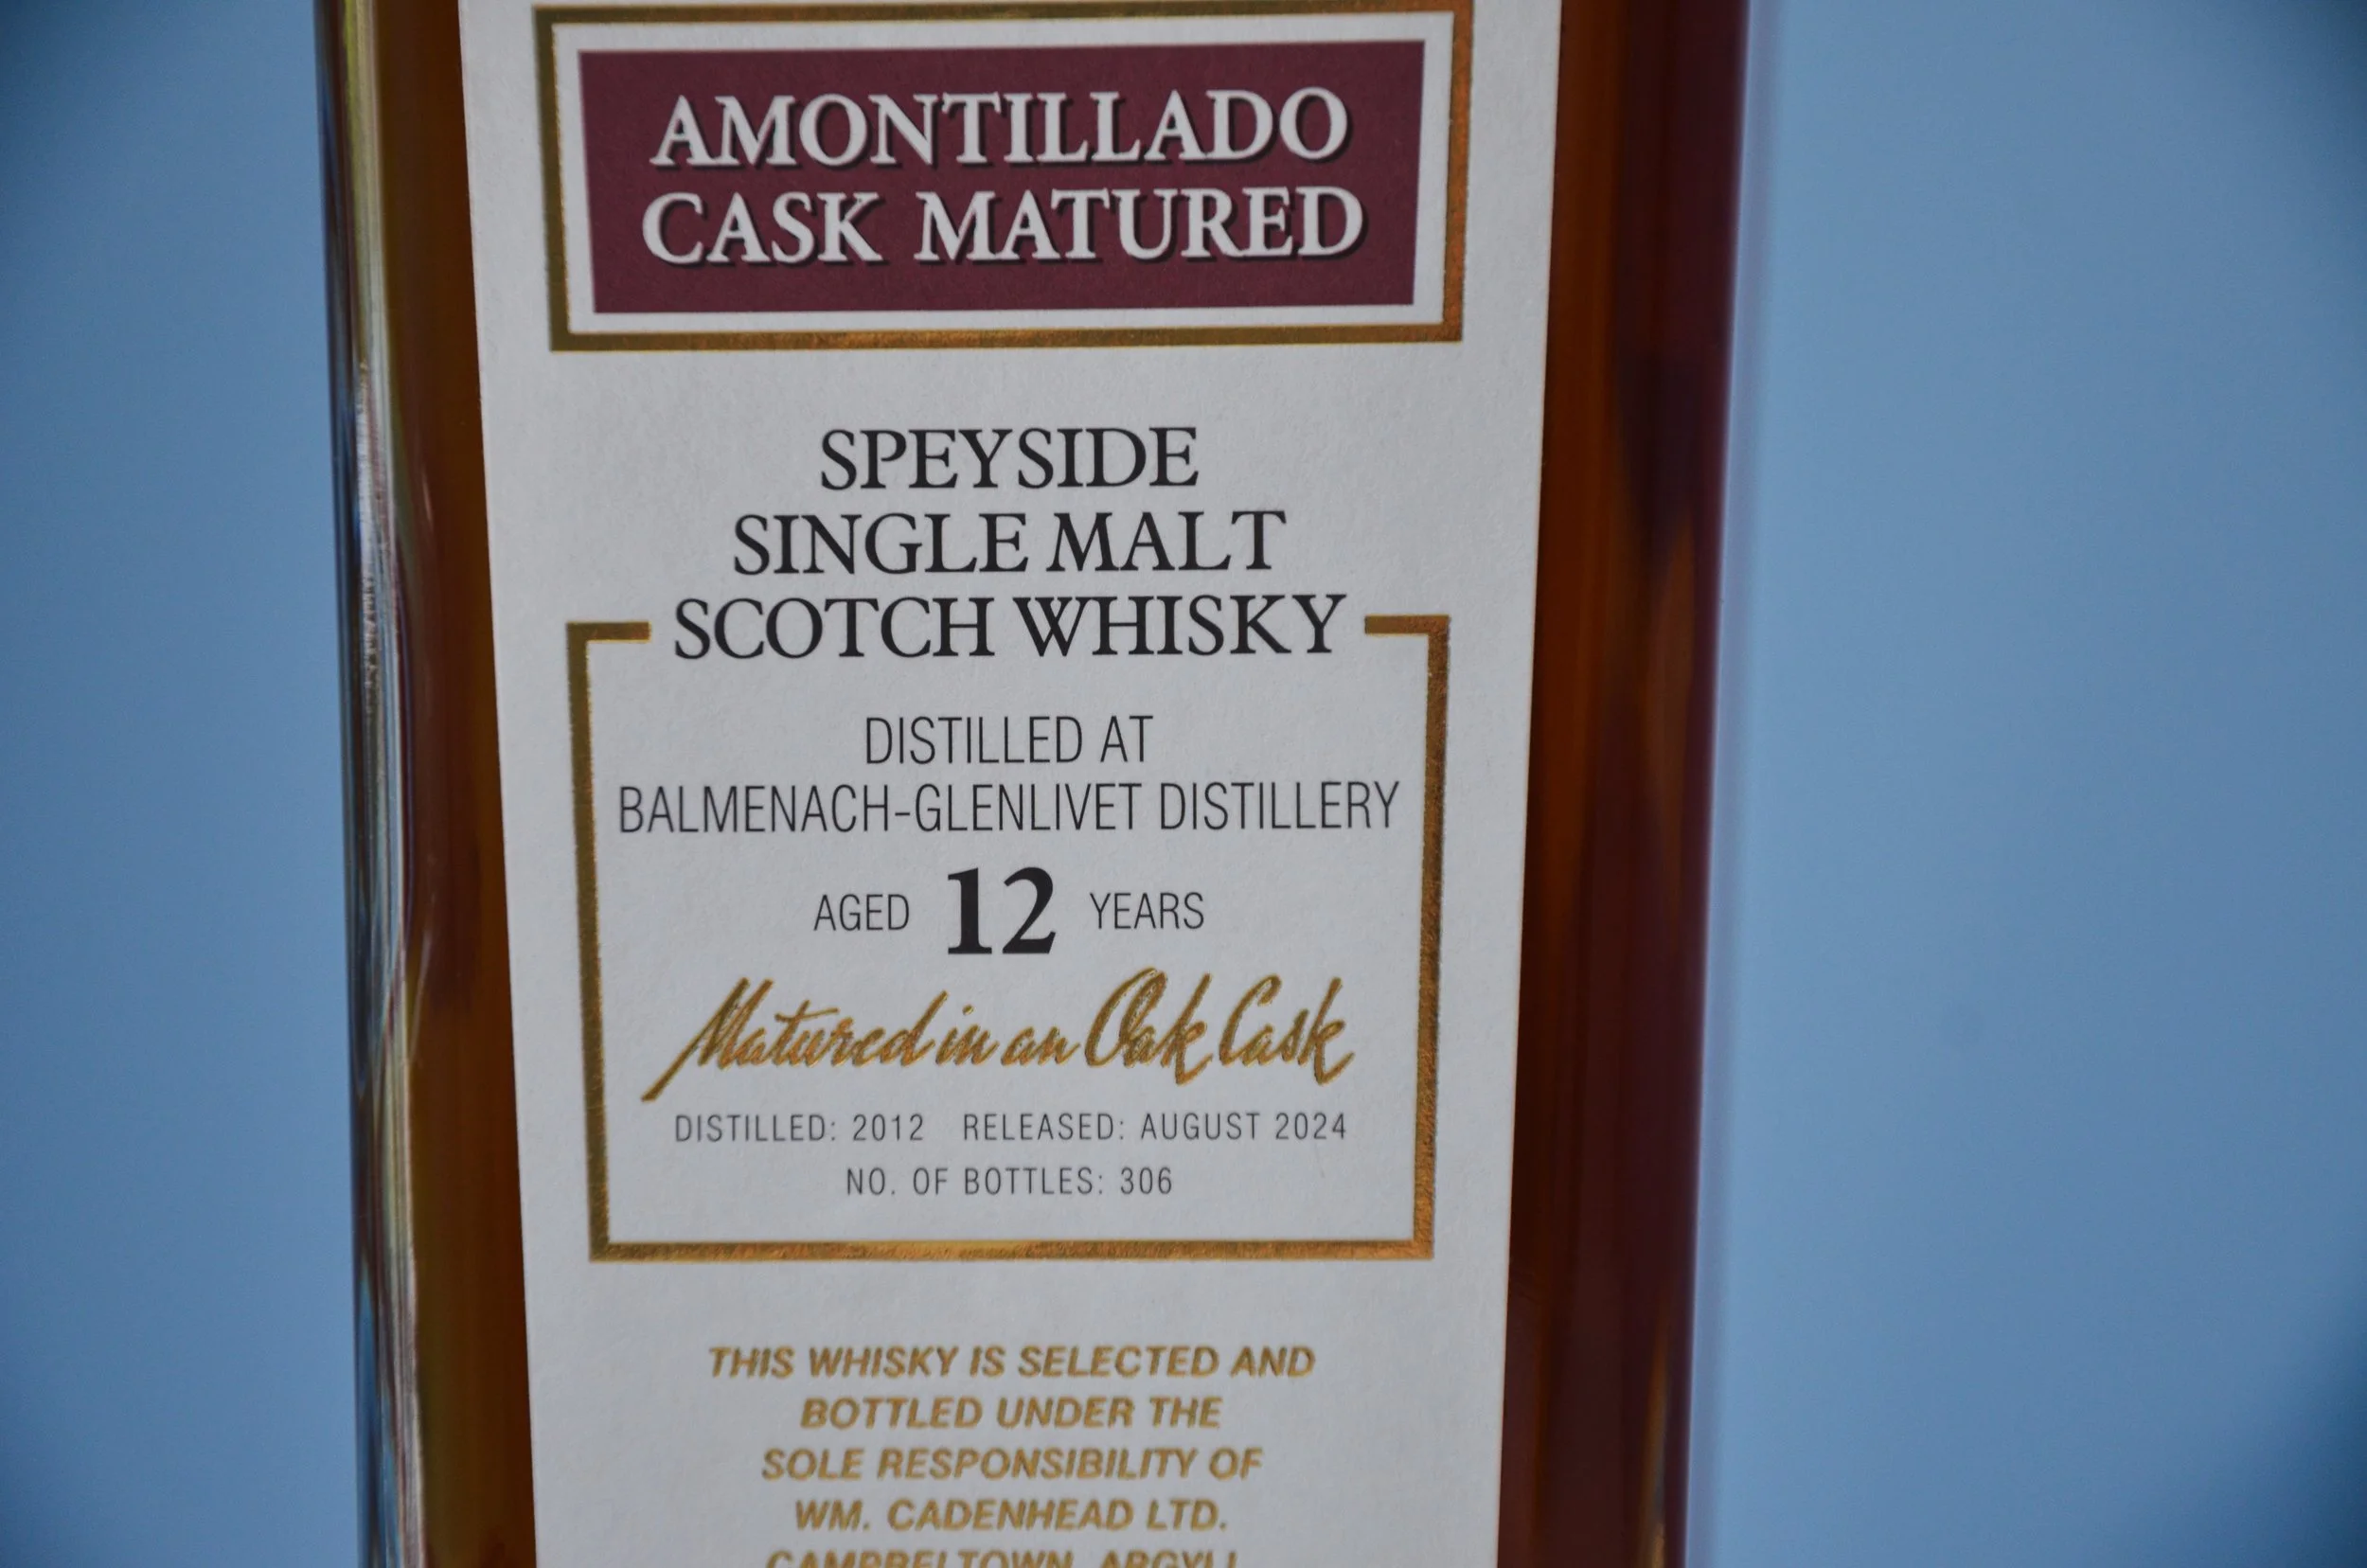 AMONTILLADO
CASK MATURED
SPEYSIDE
SINGLE MALT
SCOTCH WHISKY
DISTILLED AT
BALMENACH-GLENLIVET DISTILLERY
AGED 12 YEARS
Matured in an Oak Cask
DISTILLED: 2012 RELEASED: AUGUST 2024
NO. OF BOTTLES: 306
THIS WHISKY IS SELECTED AND
BOTTLED UNDER THE
SOLE RESPONSIBILITY OF
WM. CADENHEAD LTD.
CAMPBELTOWN, ARGYLL